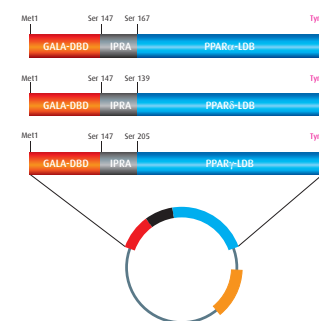 Met1 Ser 147 Ser 167 Tyr
GALA-DBD IPRA PPARα-LDB
Met1 Ser 147 Ser 139 Tyr
GALA-DBD IPRA PPARδ-LDB
Met1 Ser 147 Ser 205 Tyr
GALA-DBD IPRA PPARγ-LDB